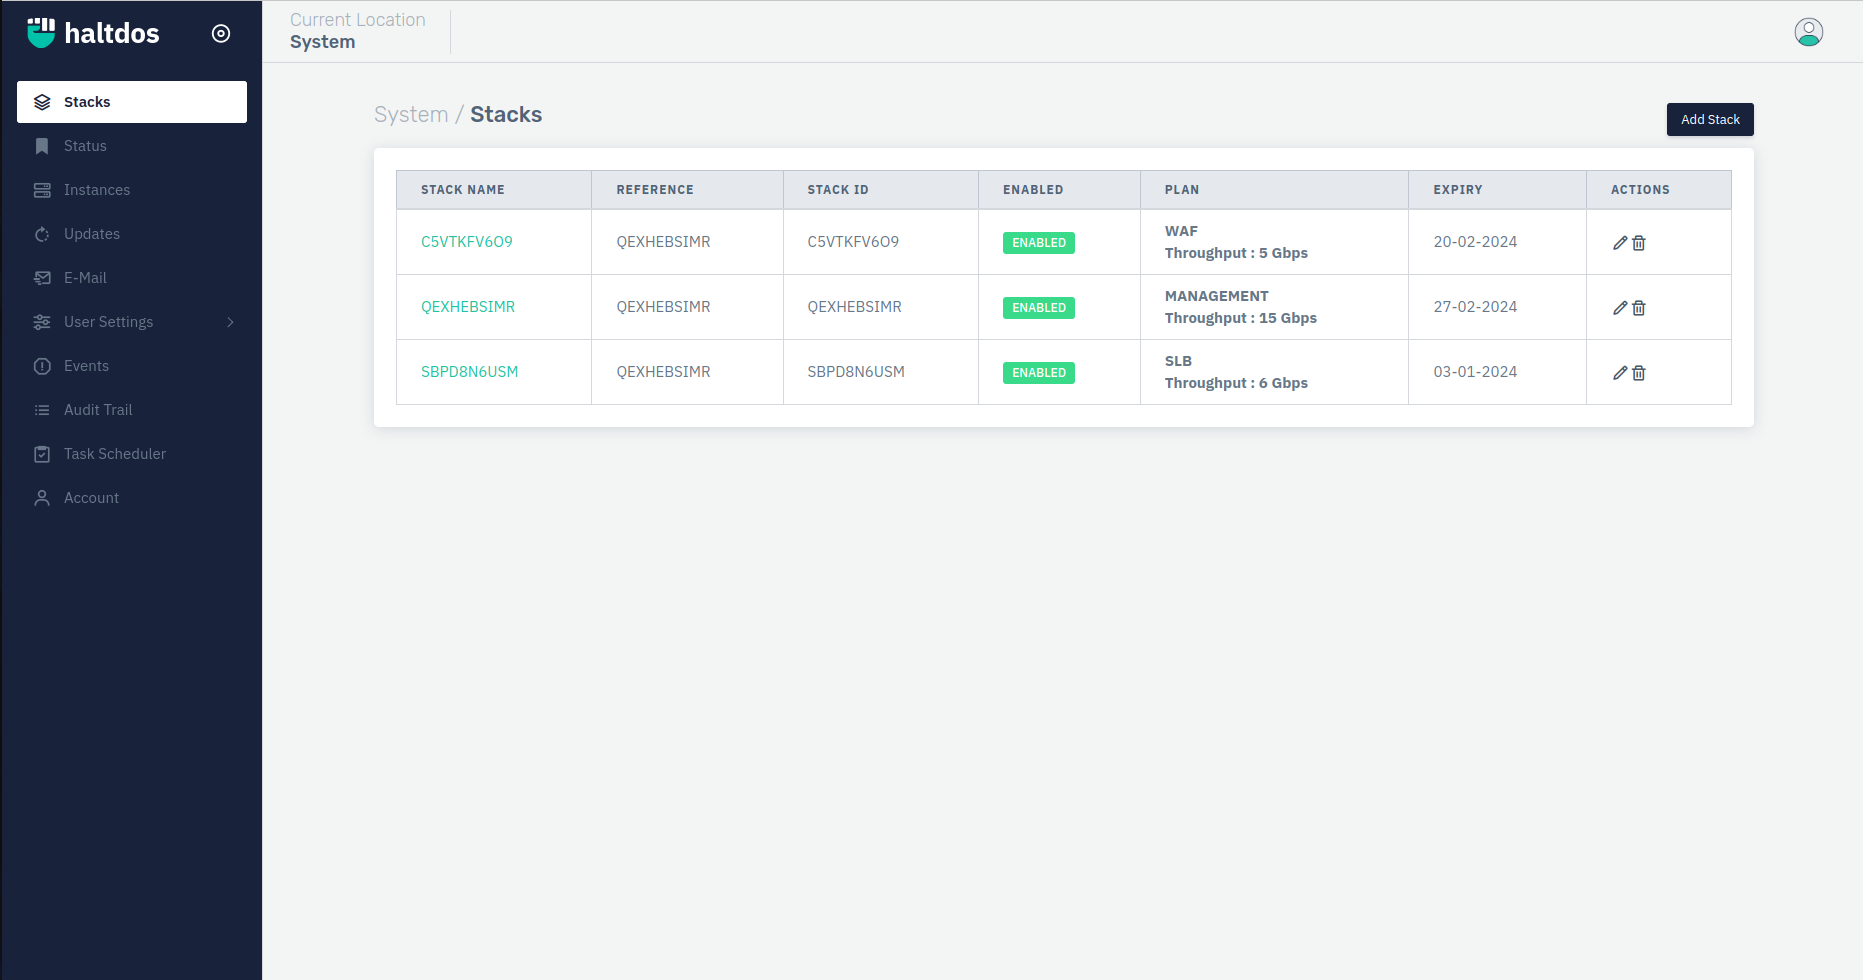 haltdos
Current Location
System
Stacks
Status
Instances
Updates
E-Mail
User Settings
Events
Audit Trail
Task Scheduler
Account
System / Stacks
Add Stack
STACK NAME REFERENCE STACK ID ENABLED PLAN EXPIRY ACTIONS
C5VTKFV6O9 QEXHEBSIMR C5VTKFV6O9 ENABLED WAF 20-02-2024
Throughput : 5 Gbps
QEXHEBSIMR QEXHEBSIMR QEXHEBSIMR ENABLED MANAGEMENT 27-02-2024
Throughput : 15 Gbps
SBPD8N6USM QEXHEBSIMR SBPD8N6USM ENABLED SLB 03-01-2024
Throughput : 6 Gbps